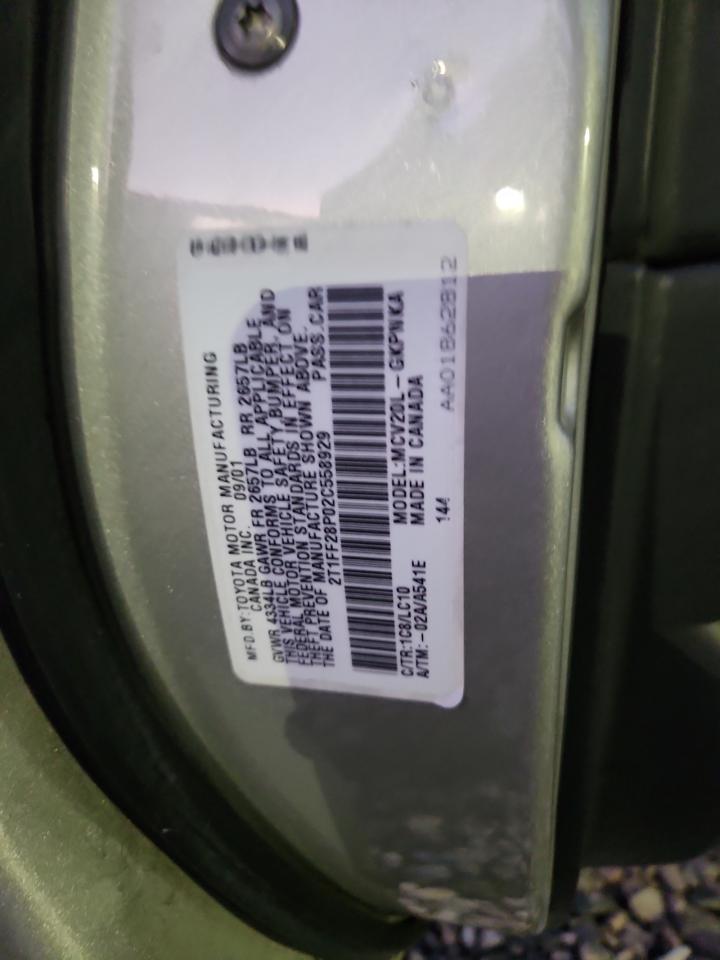 MFD.BY:TOYOTA MOTOR MANUFACTURING
CANADA INC. 09/01
GVWR 4334LB GAWR FR 2657LB RR 2657LB
THIS VEHICLE CONFORMS TO ALL APPLICABLE
FEDERAL MOTOR VEHICLE SAFETY BUMPER, AND
THEFT PREVENTION STANDARDS IN EFFECT ON
THE DATE OF MANUFACTURE SHOWN ABOVE.
2T1FF28P02C558929 PASS.CAR
C/TR:1C8/LC10 MODEL:MCV20L-GKPNKA
A/TM:-02A/A541E MADE IN CANADA
144
AA01862812